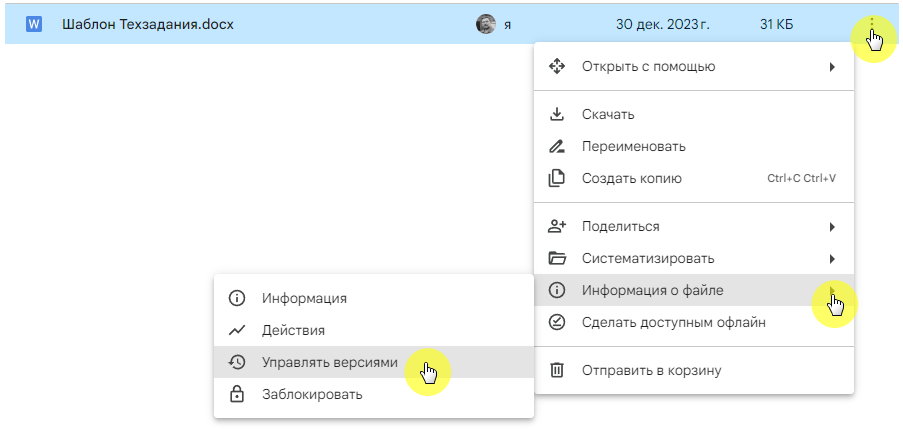 W Шаблон Техзадания.docx я 30 дек. 2023 г. 31 КБ
Открыть с помощью
Скачать
Переименовать
Создать копию Ctrl+C Ctrl+V
Поделиться
Систематизировать
Информация о файле
Сделать доступным офлайн
Отправить в корзину
Информация
Действия
Управлять версиями
Заблокировать